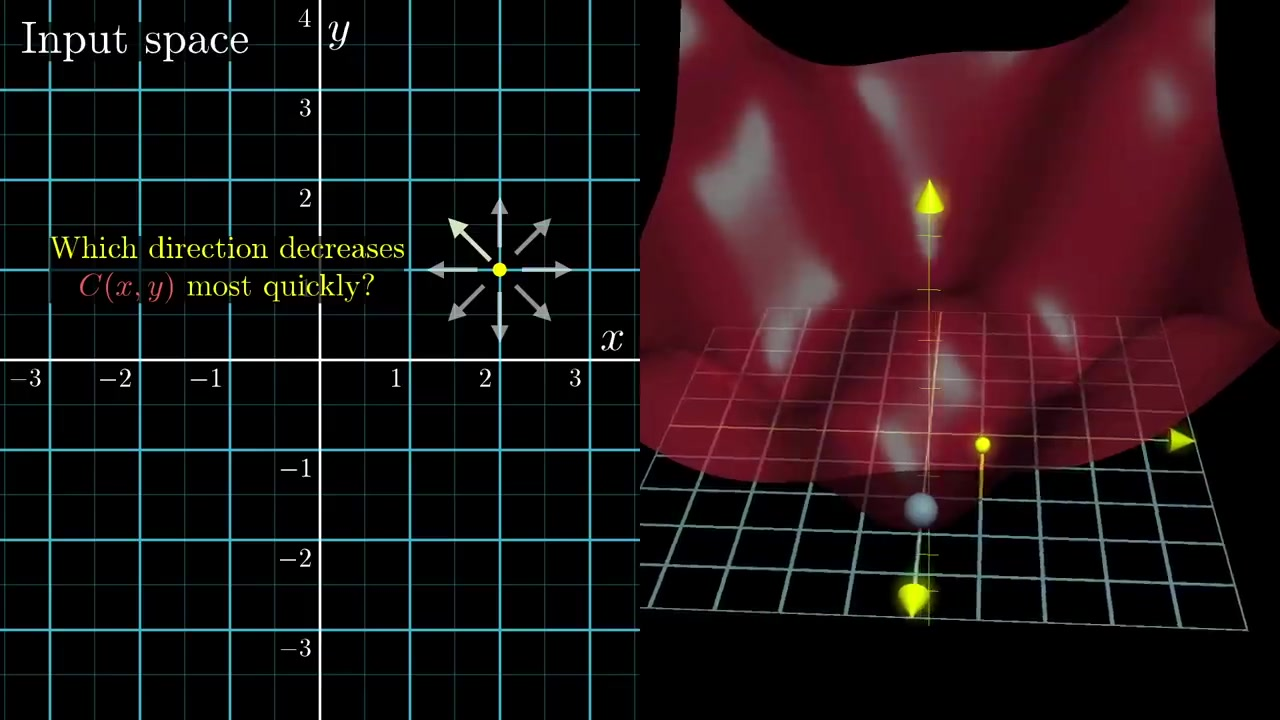 Input space
y
4
3
2
Which direction decreases
C(x, y) most quickly?
x
−3 −2 −1 1 2 3
−1
−2
−3